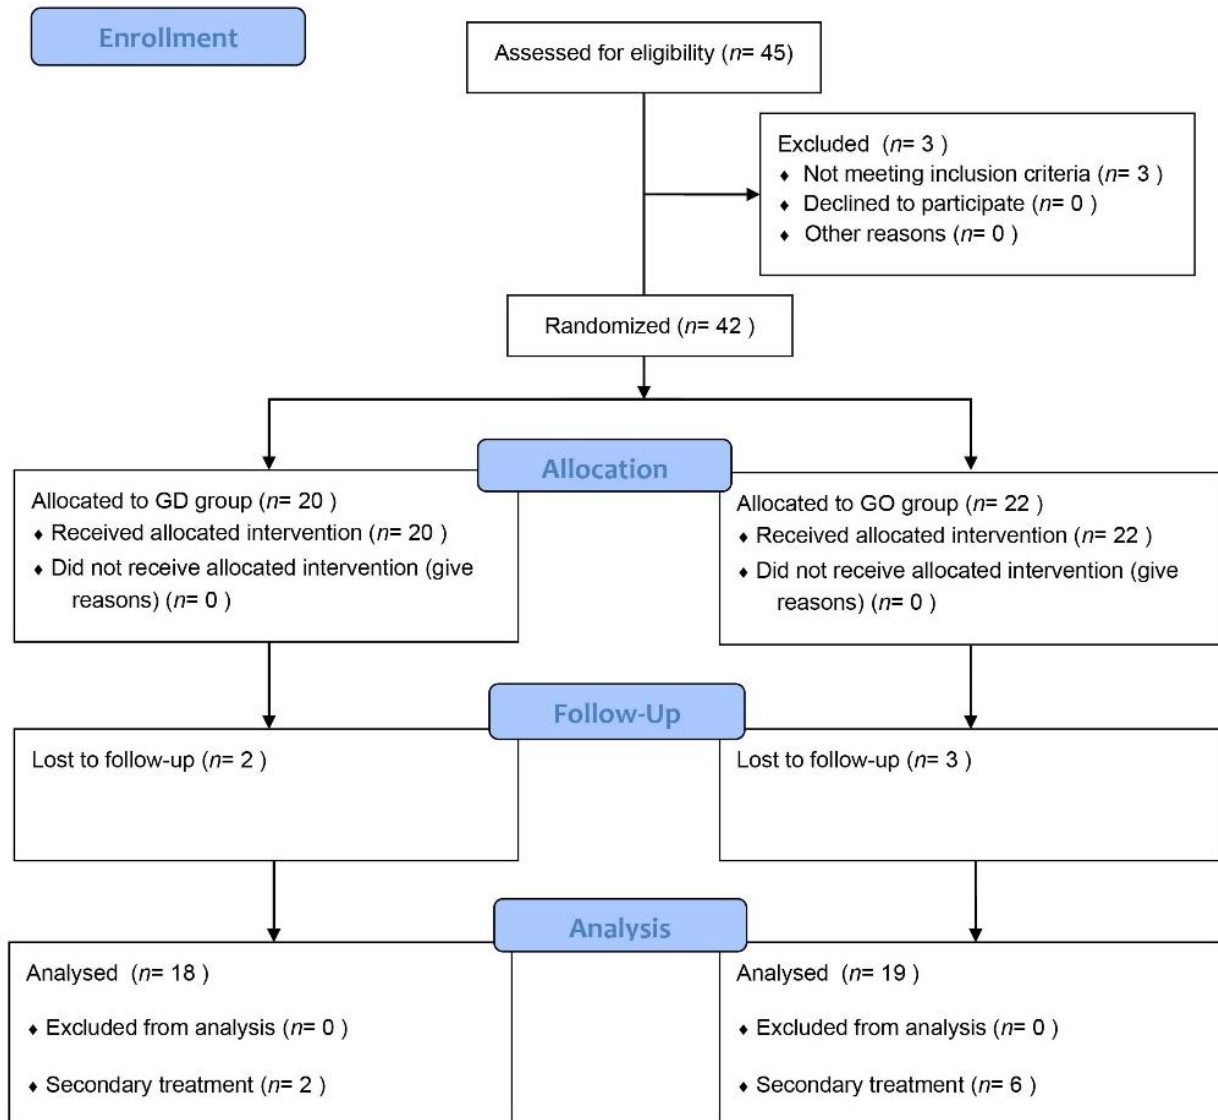 Enrollment
Assessed for eligibility (n= 45)
Excluded (n= 3 )
♦ Not meeting inclusion criteria (n= 3 )
♦ Declined to participate (n= 0 )
♦ Other reasons (n= 0 )
Randomized (n= 42 )
Allocation
Allocated to GD group (n= 20 )
♦ Received allocated intervention (n= 20 )
♦ Did not receive allocated intervention (give
reasons) (n= 0 )
Allocated to GO group (n= 22 )
♦ Received allocated intervention (n= 22 )
♦ Did not receive allocated intervention (give
reasons) (n= 0 )
Follow-Up
Lost to follow-up (n= 2 )
Lost to follow-up (n= 3 )
Analysis
Analysed (n= 18 )
♦ Excluded from analysis (n= 0 )
♦ Secondary treatment (n= 2 )
Analysed (n= 19 )
♦ Excluded from analysis (n= 0 )
♦ Secondary treatment (n= 6 )